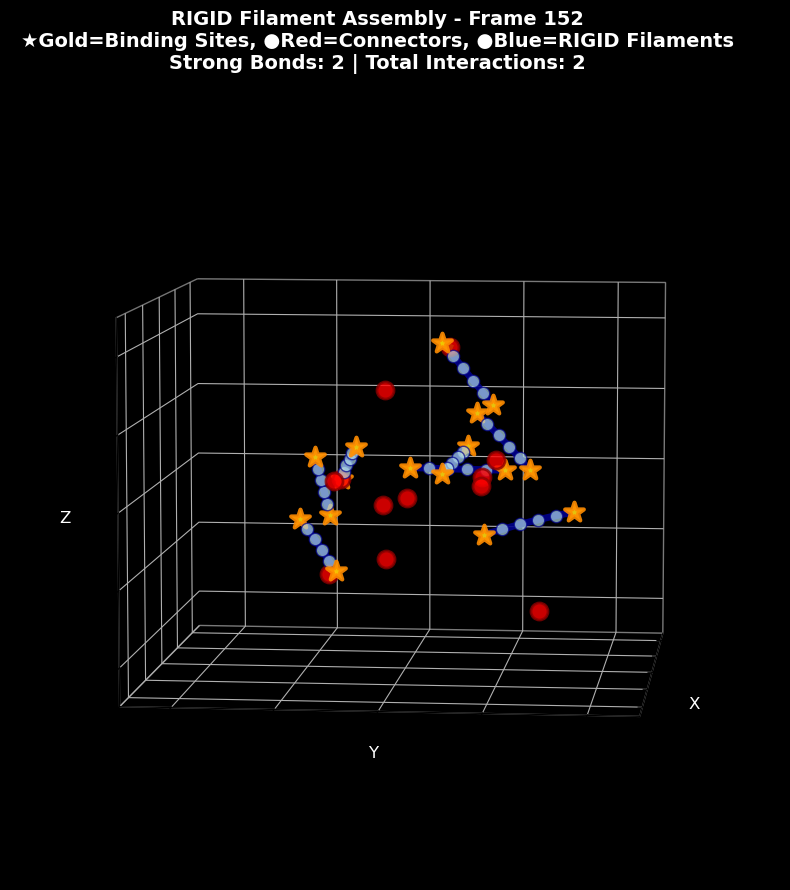 RIGID Filament Assembly - Frame 152
★Gold=Binding Sites, ●Red=Connectors, ●Blue=RIGID Filaments
Strong Bonds: 2 | Total Interactions: 2
Z
X
Y